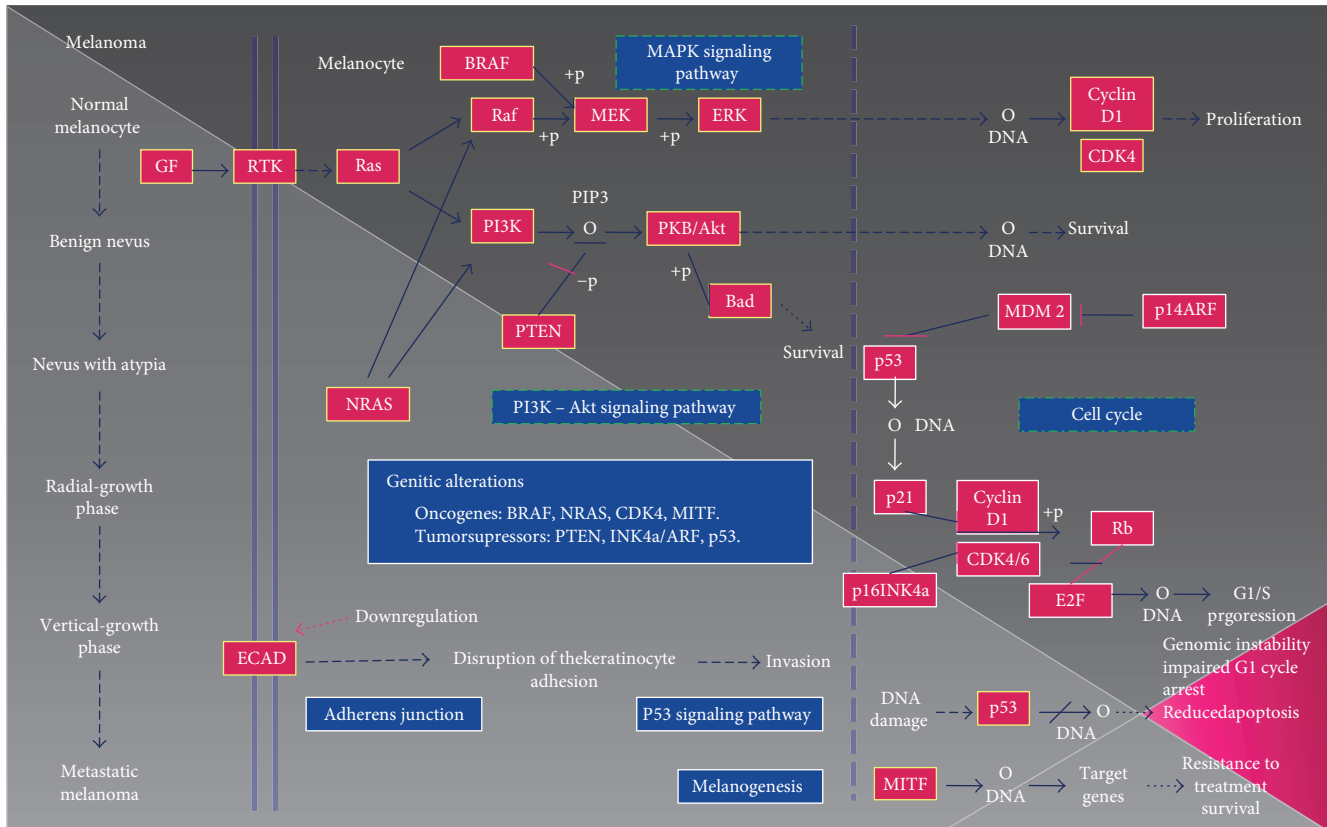 Melanoma
Normal
melanocyte
Benign nevus
Nevus with atypia
Radial-growth
phase
Vertical-growth
phase
Metastatic
melanoma
GF
RTK
Ras
Melanocyte
BRAF
+p
MAPK signaling
pathway
Raf
+p
MEK
+p
ERK
O
DNA
Cyclin
D1
CDK4
Proliferation
PI3K
PIP3
O
PKB/Akt
O
DNA
Survival
–p
+p
PTEN
Bad
Survival
NRAS
PI3K – Akt signaling pathway
MDM 2
p14ARF
p53
O DNA
Cell cycle
p21
Cyclin
D1
+p
Rb
CDK4/6
p16INK4a
E2F
O
DNA
G1/S
prgoression
Genitic alterations
Oncogenes: BRAF, NRAS, CDK4, MITF.
Tumorsupressors: PTEN, INK4a/ARF, p53.
Downregulation
ECAD
Disruption of thekeratinocyte
adhesion
Invasion
Adherens junction
P53 signaling pathway
DNA
damage
p53
O
DNA
Genomic instability
impaired G1 cycle
arrest
Reducedapoptosis
Melanogenesis
MITF
O
DNA
Target
genes
Resistance to
treatment
survival